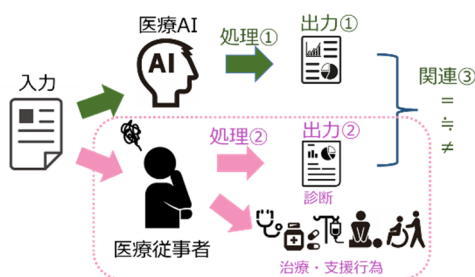 医療AI
処理①
出力①
入力
AI
関連③
=
≒
≠
処理②
出力②
診断
医療従事者
治療・支援行為